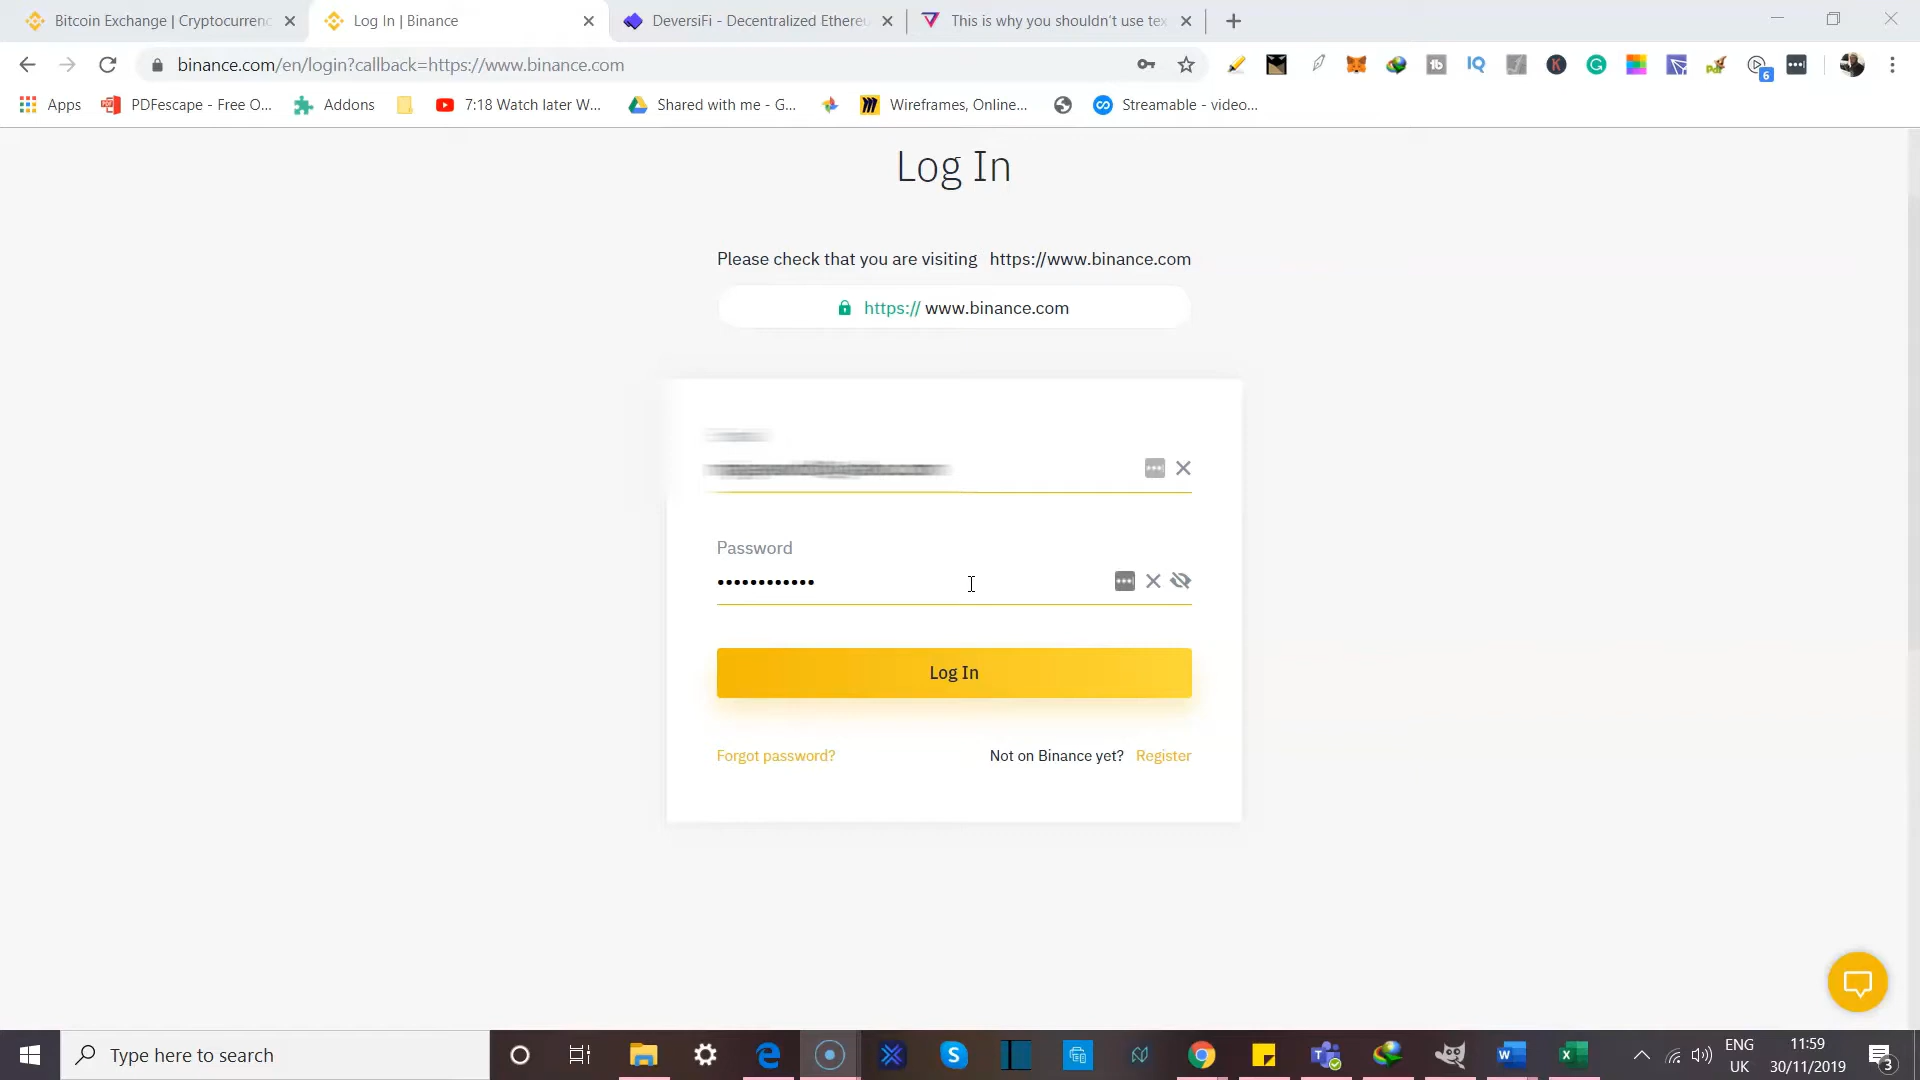 Bitcoin Exchange | Cryptocurrenc
Log In | Binance
DeversiFi - Decentralized Ethereu
This is why you shouldn't use tex
binance.com/en/login?callback=https://www.binance.com
6
Apps
PDFescape - Free O...
Addons
7:18 Watch later W...
Shared with me - G...
Wireframes, Online...
Streamable - video...
Log In
Please check that you are visiting https://www.binance.com
https:// www.binance.com
Password
Log In
Forgot password?
Not on Binance yet? Register
Type here to search
ENG
UK
11:59
30/11/2019
3